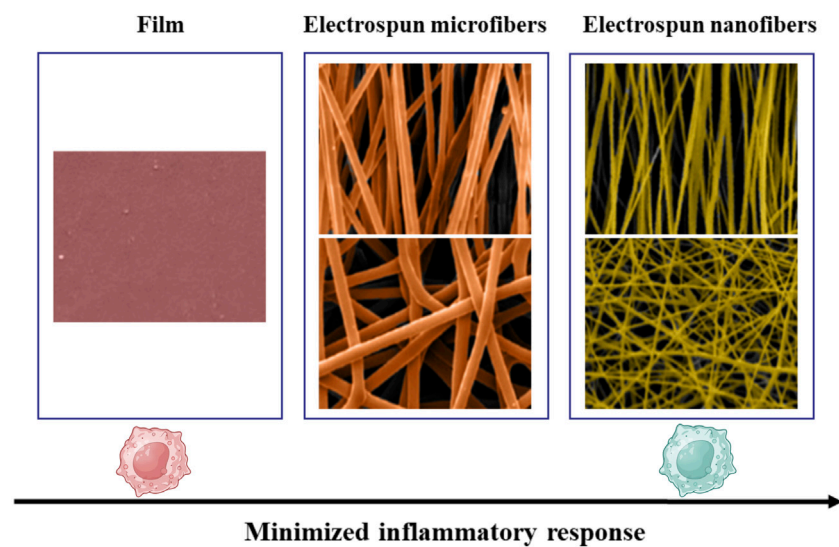 Film
Electrospun microfibers
Electrospun nanofibers
Minimized inflammatory response